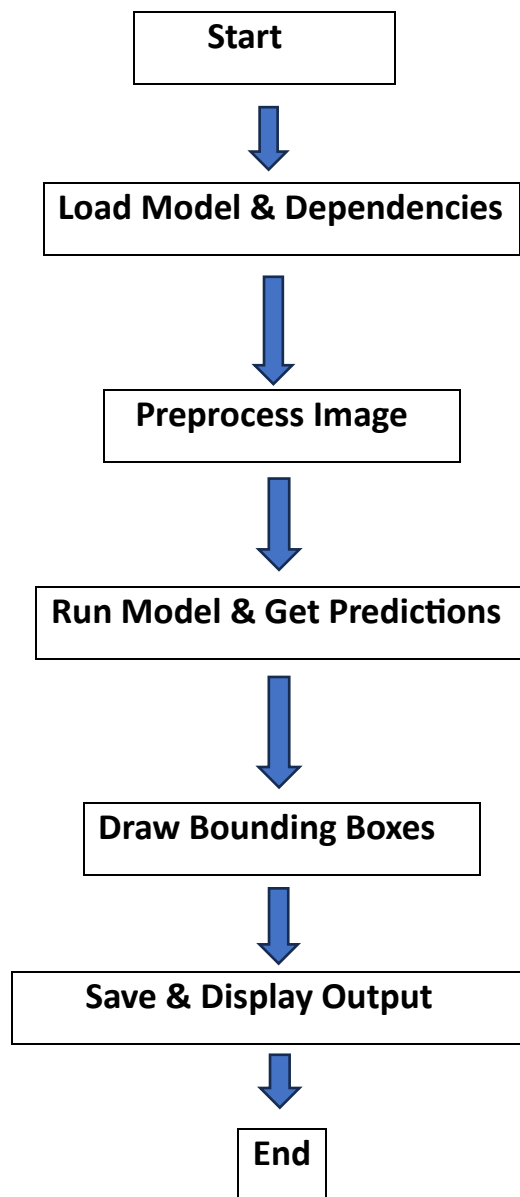 Start
Load Model & Dependencies
Preprocess Image
Run Model & Get Predictions
Draw Bounding Boxes
Save & Display Output
End